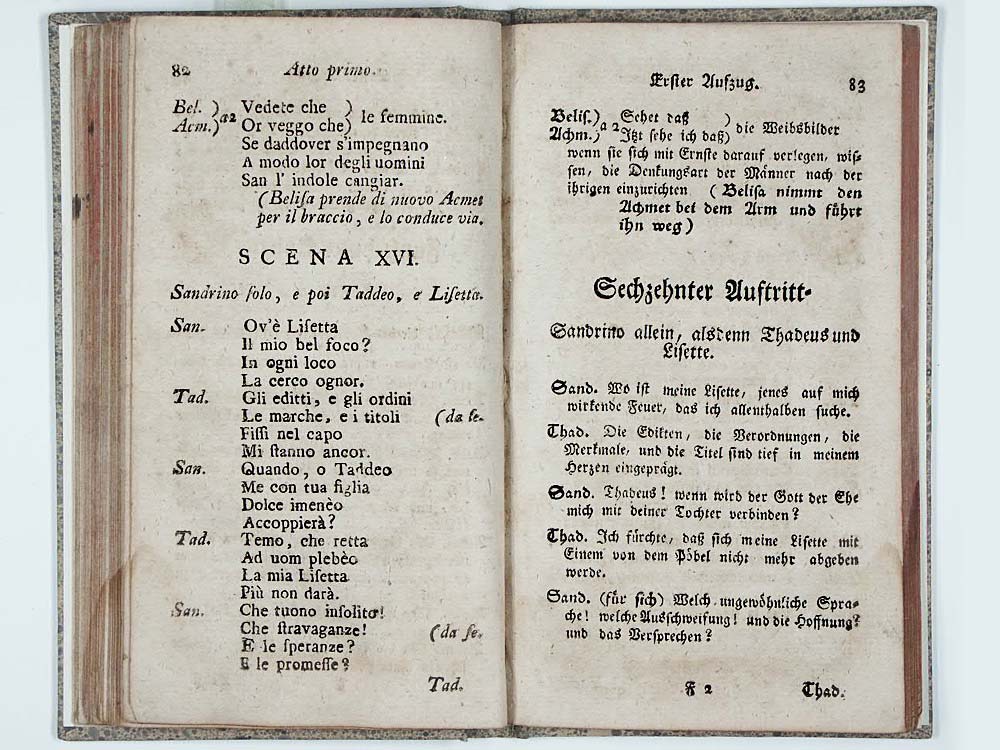 82 Atto primo.
Bel. ) a2 Vedete che ) le femmine.
Acm.) Or veggo che)
Se daddover s'impegnano
A modo lor degli uomini
San l' indole cangiar.
(Beliſa prende di nuovo Acmet
per il braccio, e lo conduce via.
SCENA XVI.
Sandrino ſolo, e poi Taddeo, e Liſetta.
San. Ov'è Liſetta
Il mio bel foco?
In ogni loco
La cerco ognor.
Tad. Gli editti, e gli ordini
Le marche, e i titoli (da ſe.
Fiſſi nel capo
Mi ſtanno ancor.
San. Quando, o Taddeo
Me con tua figlia
Dolce imenèo
Accoppierà?
Tad. Temo, che retta
Ad uom plebèo
La mia Liſetta
Più non darà.
San. Che tuono inſolito!
Che ſtravaganze! (da ſe.
E le ſperanze?
E le promeſſe?
Tad.
Erſter Aufzug. 83
Beliſ.) a 2 Sehet daß ) die Weibsbilder
Achm.) Itzt ſehe ich daß)
wenn ſie ſich mit Ernſte darauf verlegen, wiſ-
ſen, die Denkungsart der Männer nach der
ihrigen einzurichten (Beliſa nimmt den
Achmet bei dem Arm und führt
ihn weg)
Sechzehnter Auftritt.
Sandrino allein, alsdenn Thadeus und
Liſette.
Sand. Wo iſt meine Liſette, jenes auf mich
wirkende Feuer, das ich allenthalben ſuche.
Thad. Die Edikten, die Verordnungen, die
Merkmale, und die Titel ſind tief in meinem
Herzen eingeprägt.
Sand. Thadeus! wenn wird der Gott der Ehe
mich mit deiner Tochter verbinden?
Thad. Ich fürchte, daß ſich meine Liſette mit
Einem von dem Pöbel nicht mehr abgeben
werde.
Sand. (für ſich) Welch ungewöhnliche Spra-
che! welche Ausſchweifung! und die Hoffnung?
und das Verſprechen?
F 2 Thad.